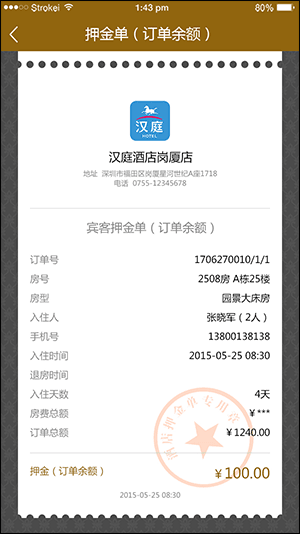 Strokei 1:43 pm 80%
押金单（订单余额）
汉庭
HOTEL
汉庭酒店岗厦店
地址 深圳市福田区岗厦星河世纪A座1718
电话 0755-12345678
宾客押金单（订单余额）
订单号 1706270010/1/1
房号 2508房 A栋25楼
房型 园景大床房
入住人 张晓军（2人）
手机号 13800138138
入住时间 2015-05-25 08:30
退房时间
入住天数 4天
房费总额 ¥***
订单总额 ¥1240.00
酒店押金单专用章
押金（订单余额） ¥100.00
2015-05-25 08:30